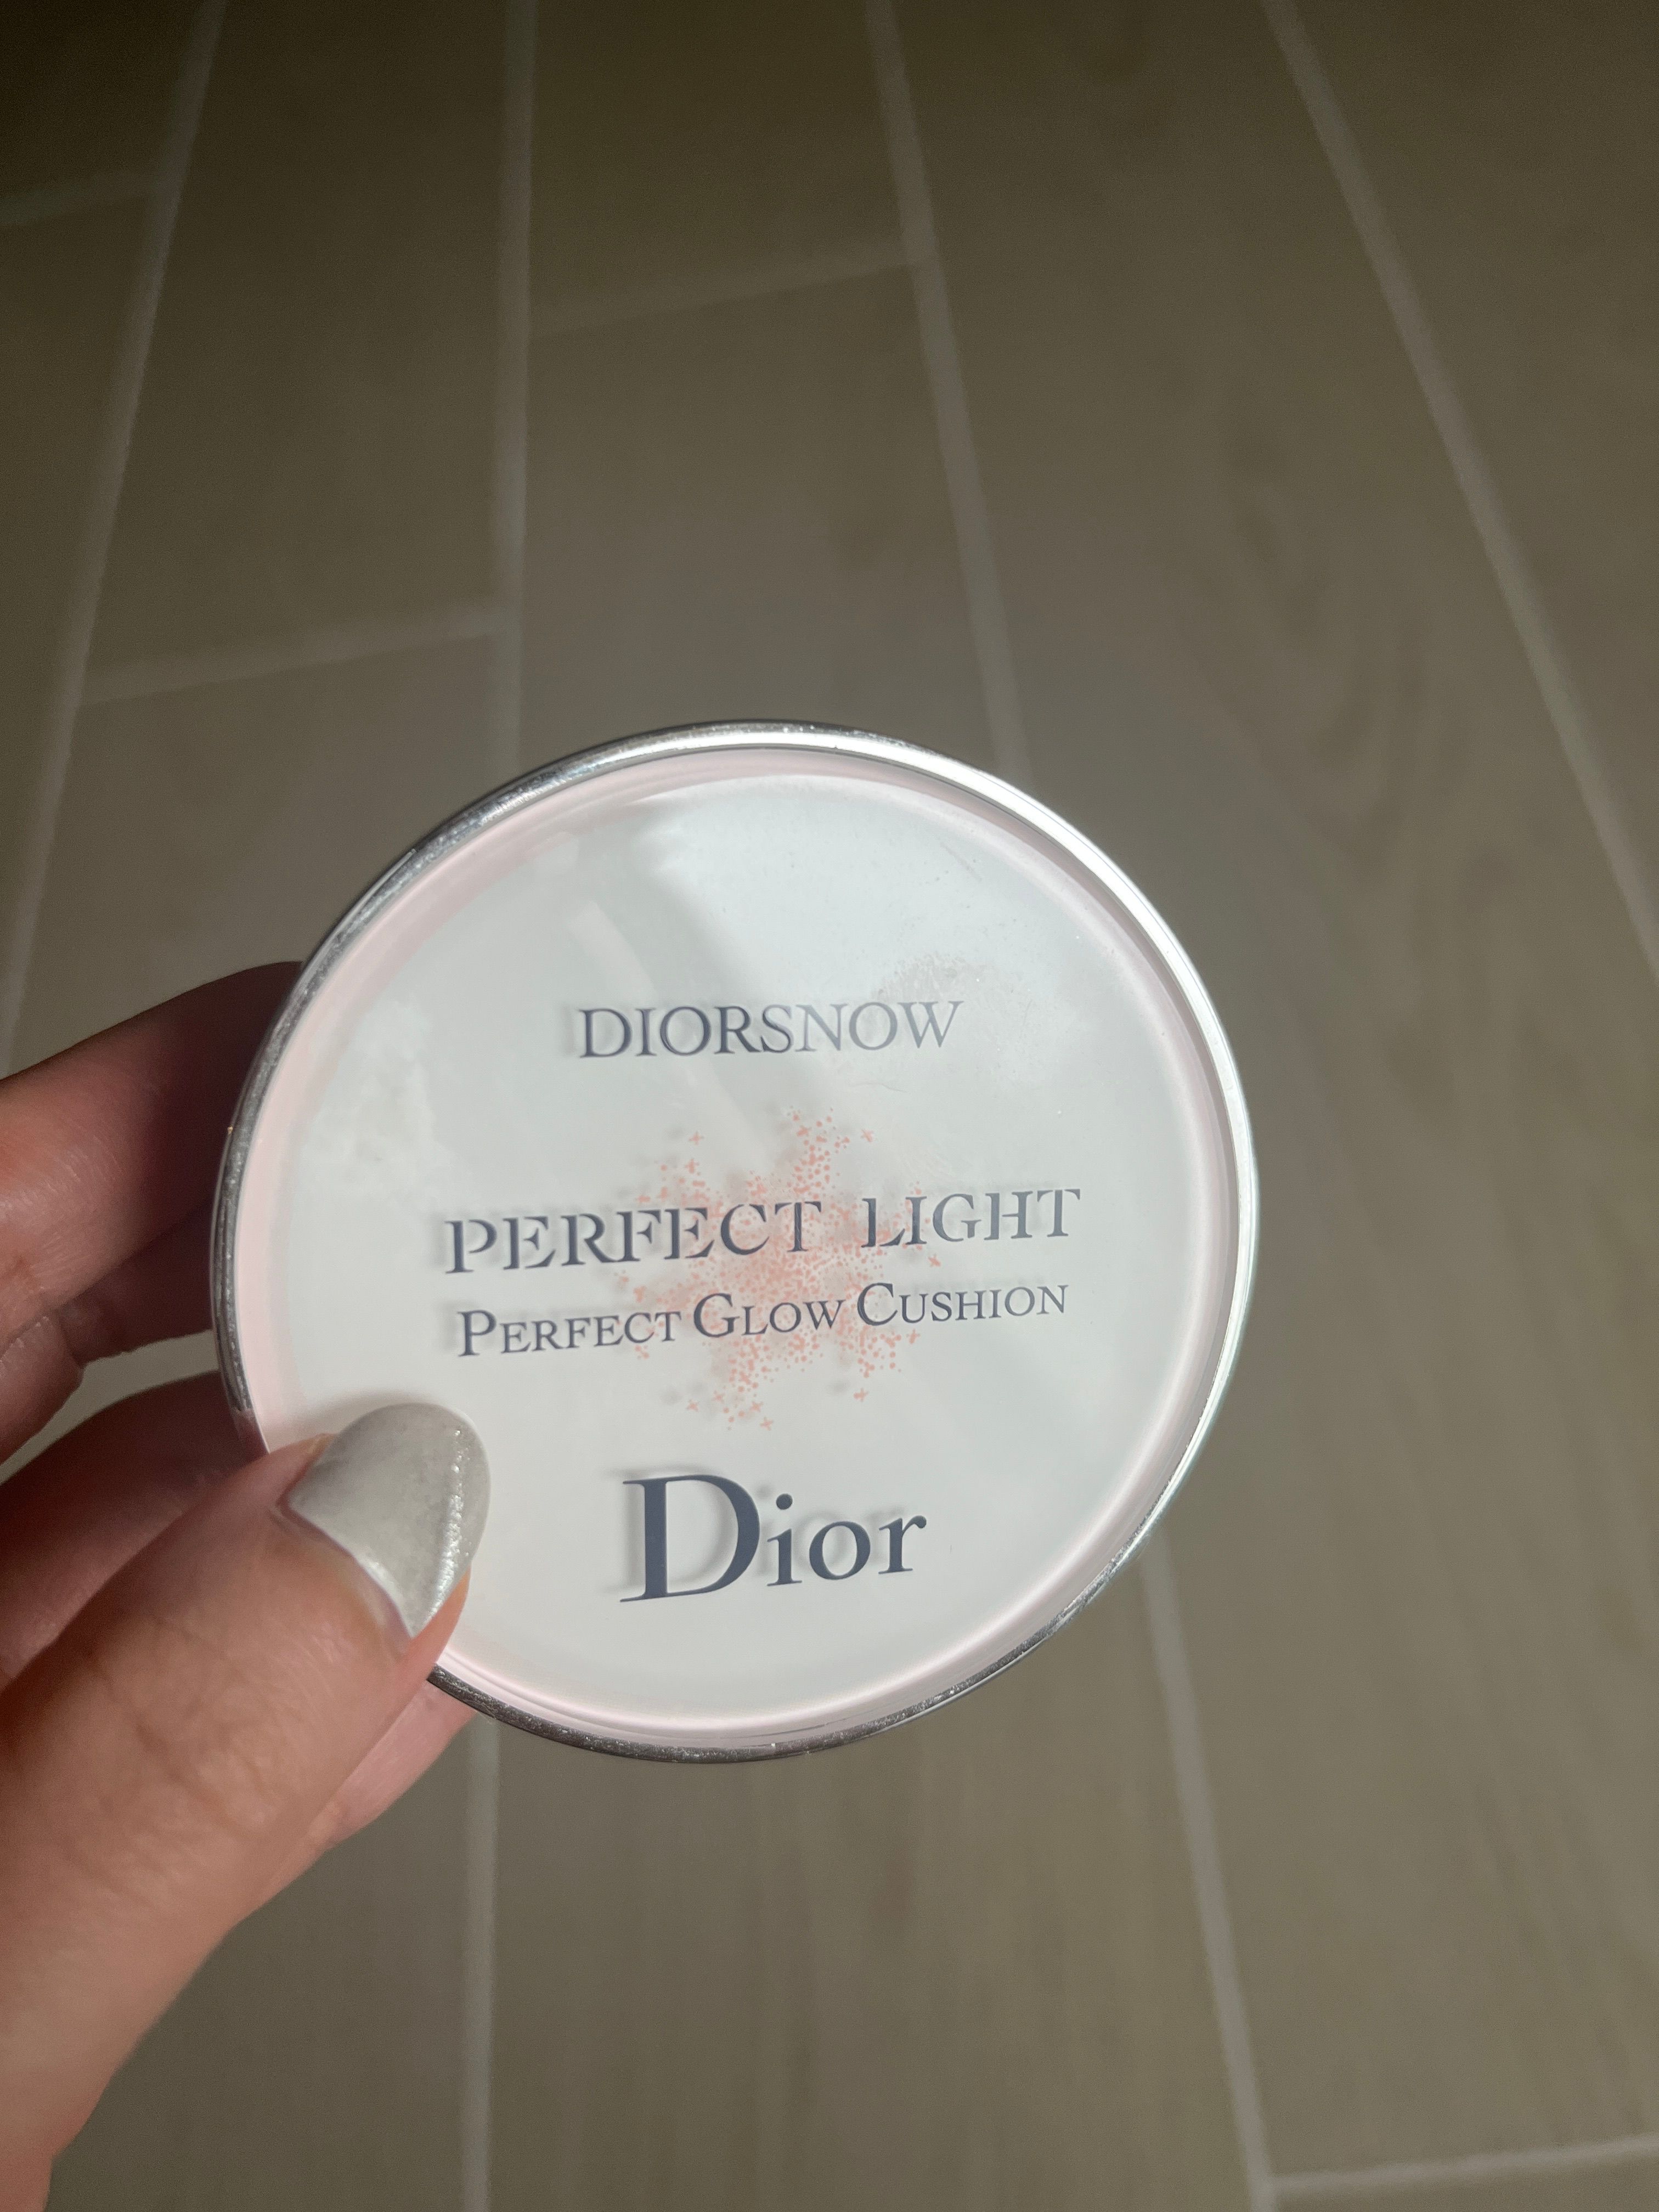 DIORSNOW
PERFECT LIGHT
PERFECT GLOW CUSHION
Dior